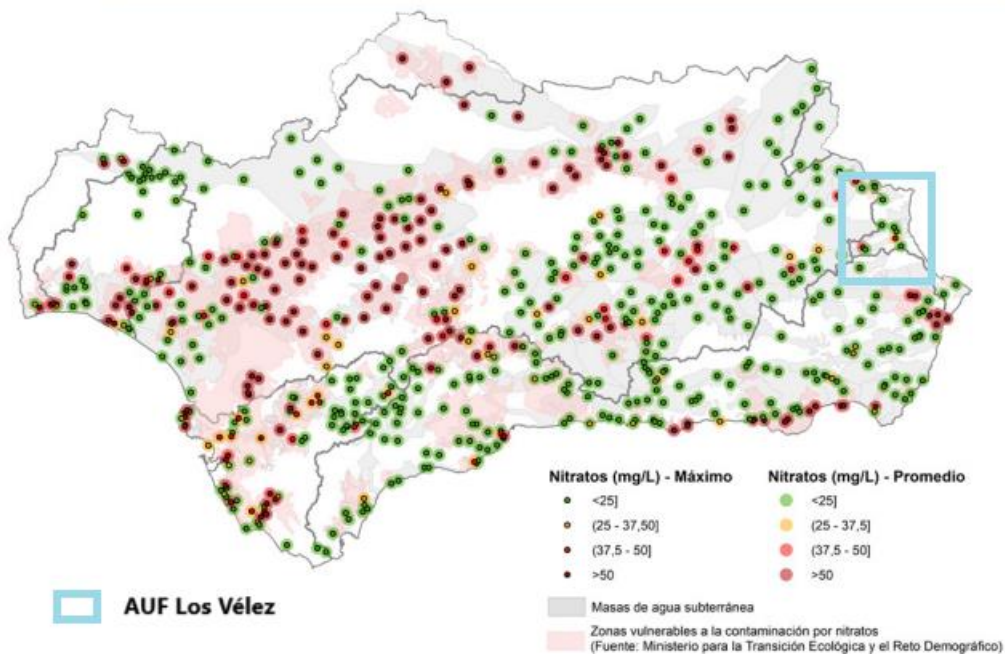 Nitratos (mg/L) - Máximo
<25]
(25 - 37,50]
(37,5 - 50]
>50
Nitratos (mg/L) - Promedio
<25]
(25 - 37,5]
(37,5 - 50]
>50
AUF Los Vélez
Masas de agua subterránea
Zonas vulnerables a la contaminación por nitratos
(Fuente: Ministerio para la Transición Ecológica y el Reto Demográfico)